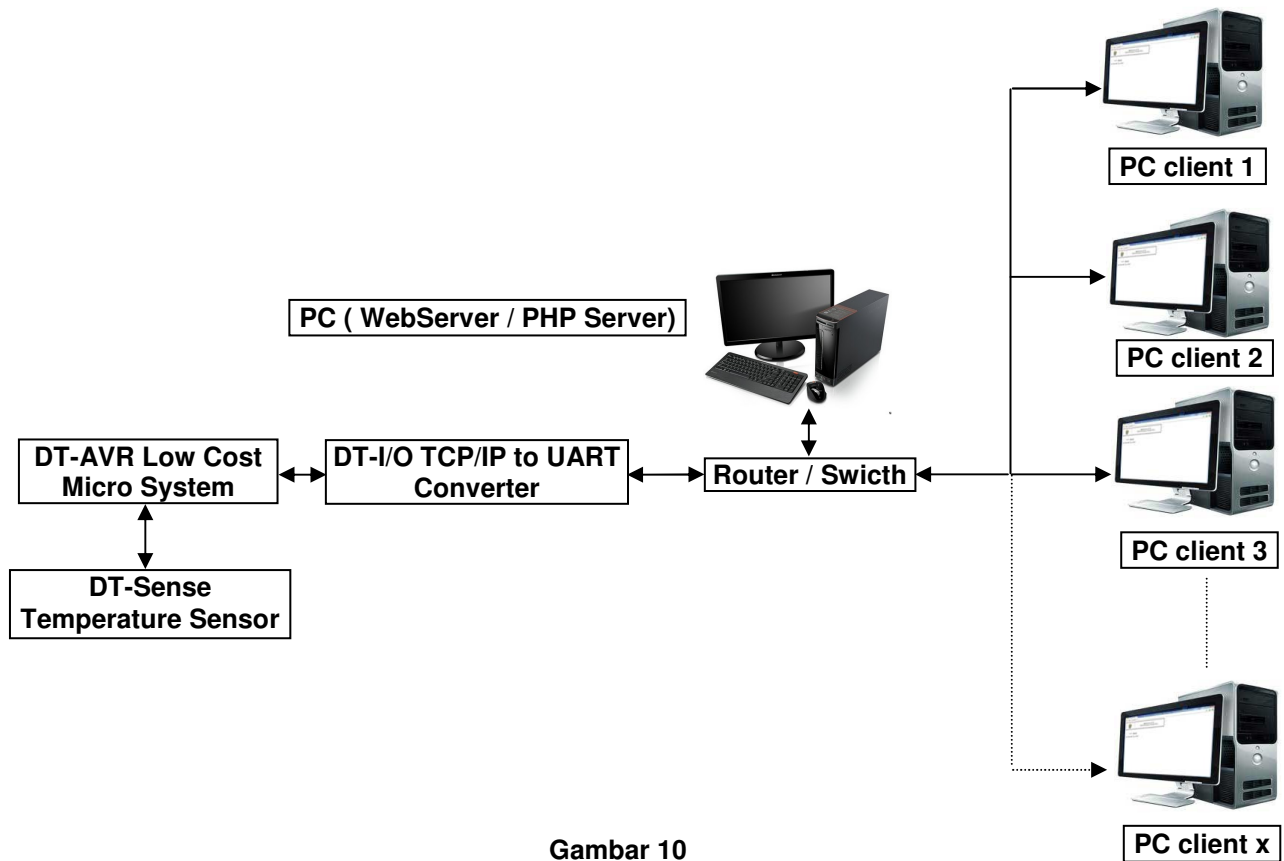 PC client 1
PC ( WebServer / PHP Server)
PC client 2
DT-AVR Low Cost
Micro System
DT-I/O TCP/IP to UART
Converter
Router / Swicth
PC client 3
DT-Sense
Temperature Sensor
PC client x
Gambar 10